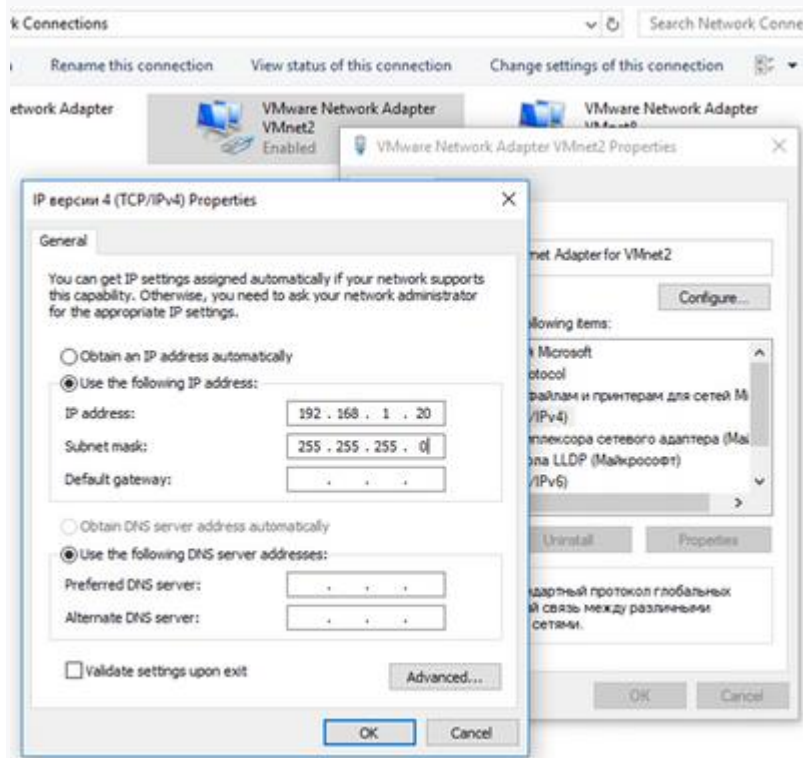 k Connections
Search Network Conne
Rename this connection View status of this connection Change settings of this connection
etwork Adapter
VMware Network Adapter
VMnet2
Enabled
VMware Network Adapter
VMware Network Adapter VMnet2 Properties
IP версии 4 (TCP/IPv4) Properties
General
You can get IP settings assigned automatically if your network supports
this capability. Otherwise, you need to ask your network administrator
for the appropriate IP settings.
Obtain an IP address automatically
Use the following IP address:
IP address: 192 . 168 . 1 . 20
Subnet mask: 255 . 255 . 255 . 0
Default gateway: . . .
Obtain DNS server address automatically
Use the following DNS server addresses:
Preferred DNS server: . . .
Alternate DNS server: . . .
Validate settings upon exit
Advanced...
OK Cancel
net Adapter for VMnet2
Configure...
llowing items:
Microsoft
otocol
файлам и принтерам для сетей Mi
/IPv4)
плексора сетевого адаптера (Ма
ола LLDP (Майкрософт)
/IPv6)
Uninstall Properties
дартный протокол глобальных
й связь между различными
сетями.
OK Cancel